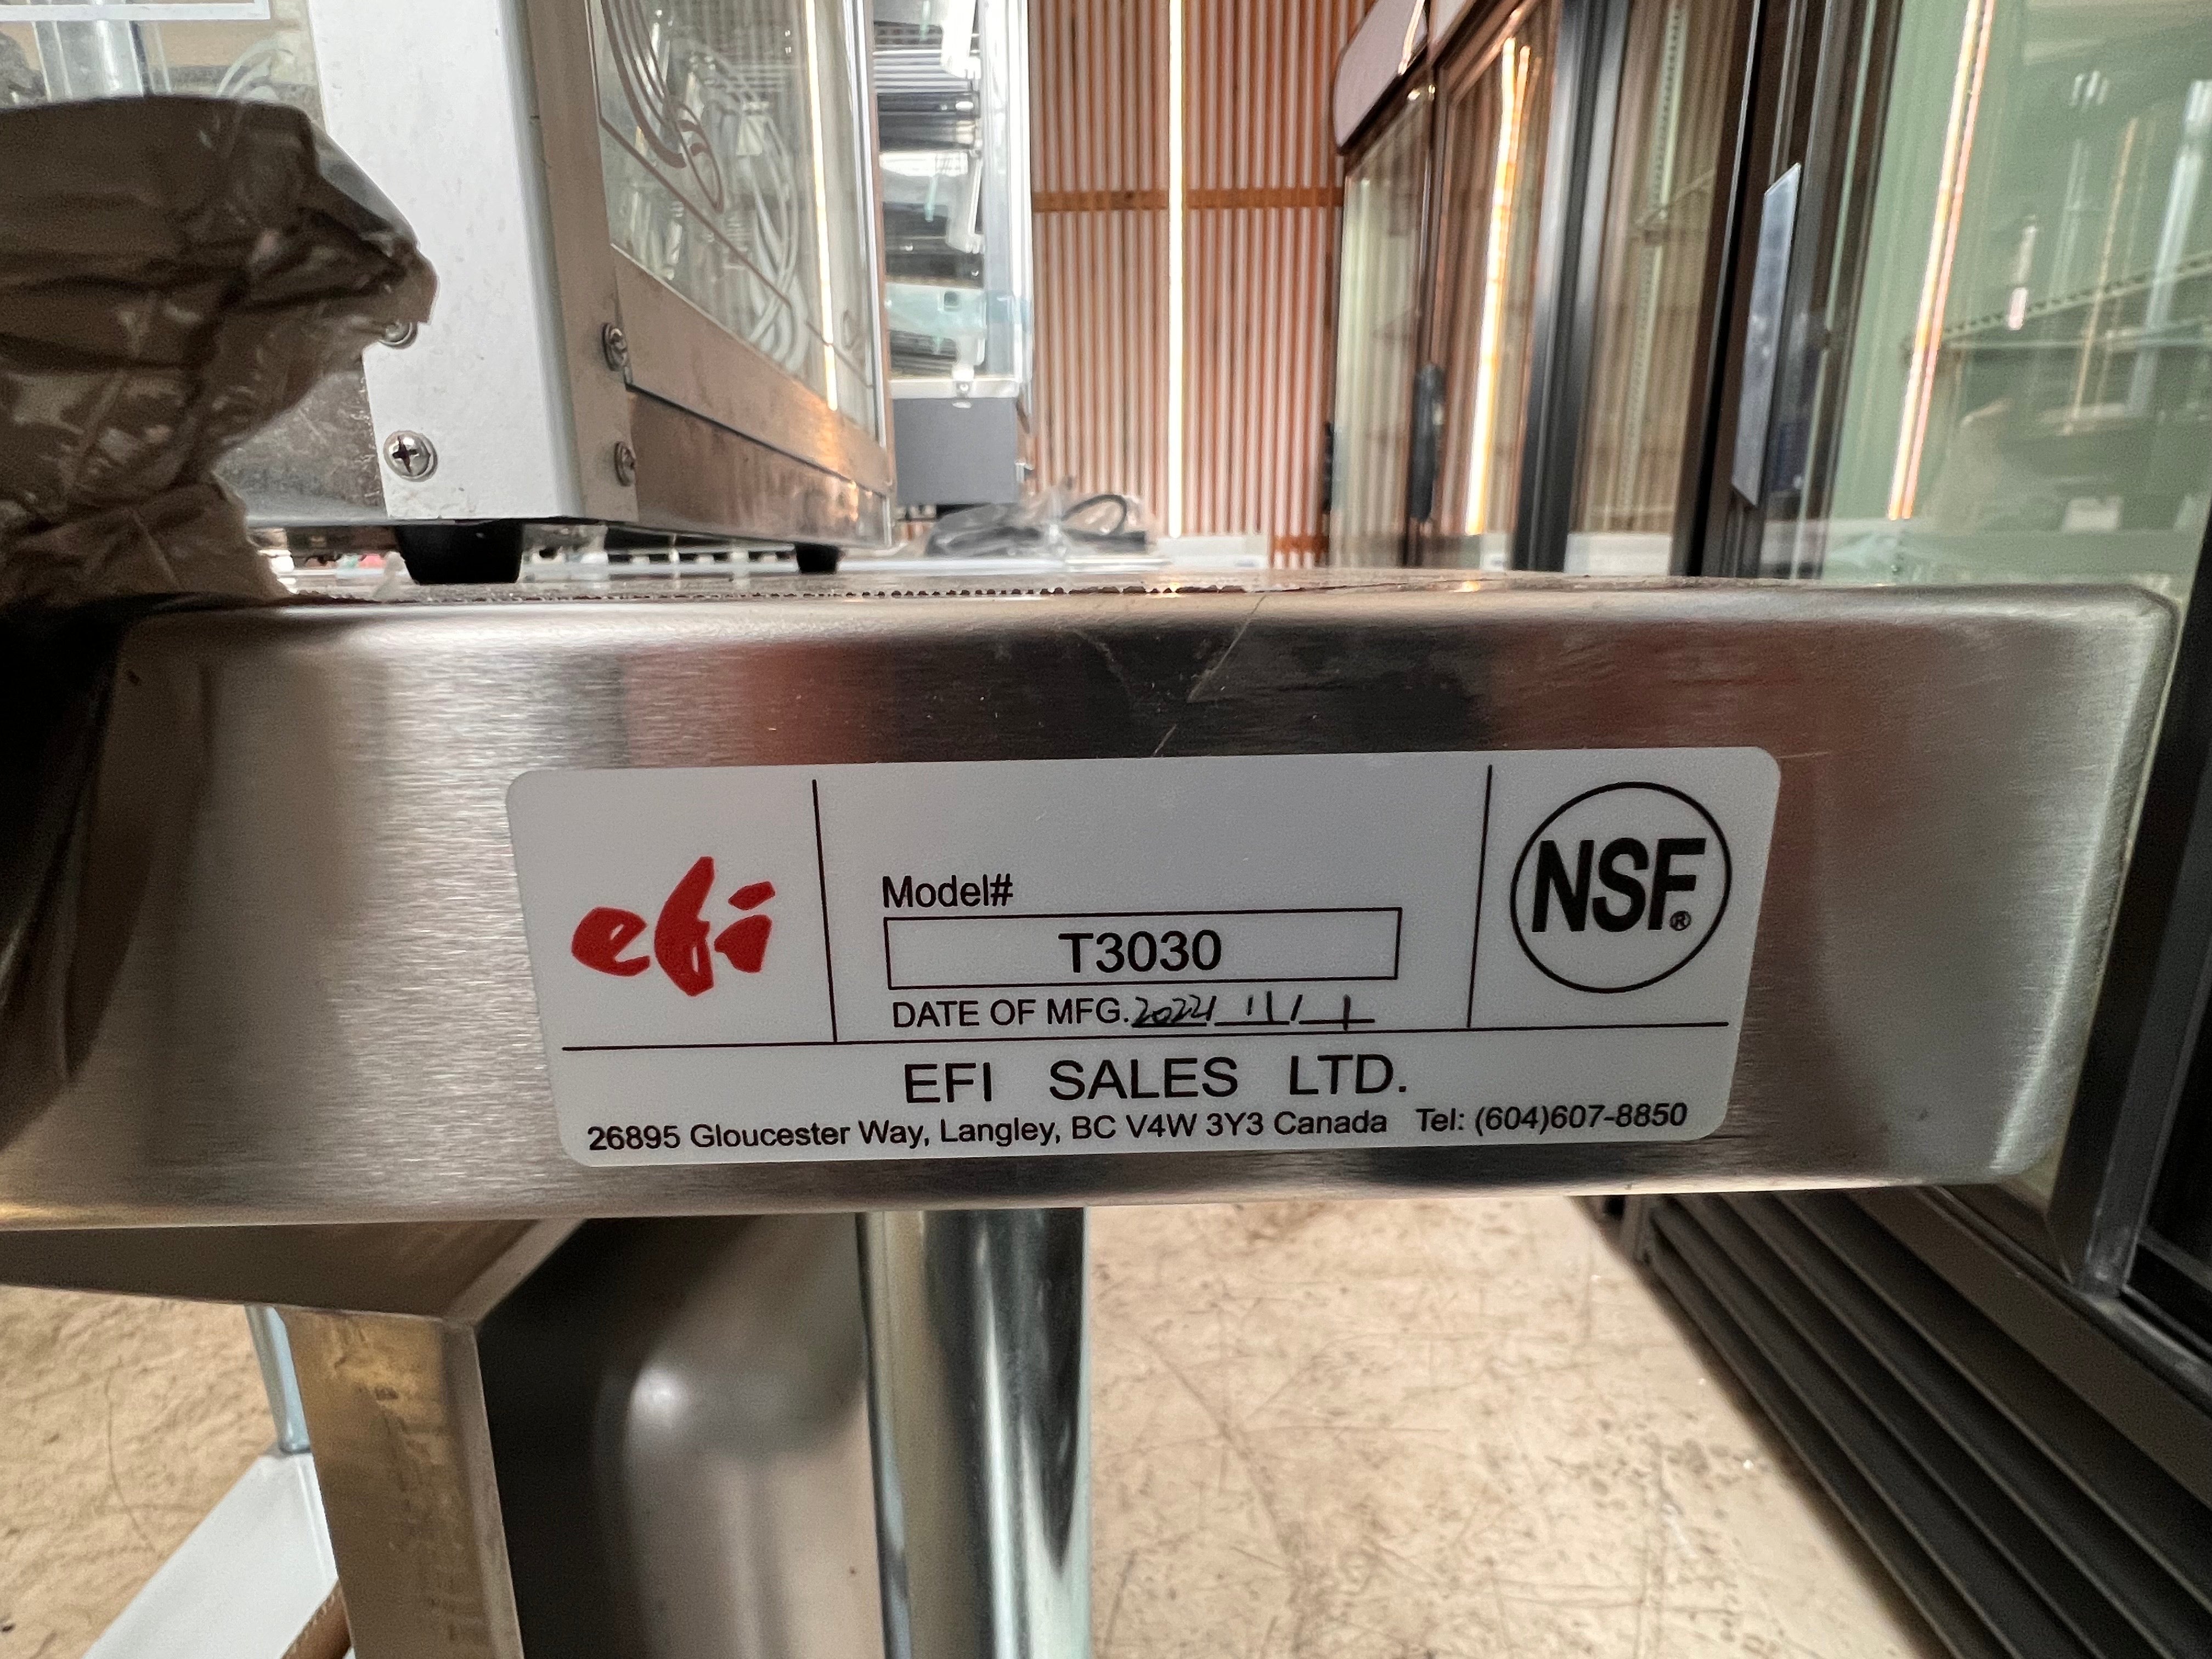 efi
Model#
T3030
DATE OF MFG. 2022/11/1
NSF®
EFI SALES LTD.
26895 Gloucester Way, Langley, BC V4W 3Y3 Canada Tel: (604)607-8850